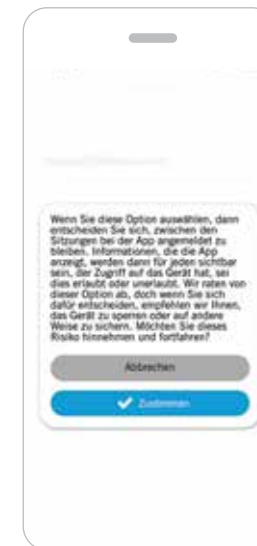 Wenn Sie diese Option auswählen, dann
entscheiden Sie sich, zwischen den
Sitzungen bei der App angemeldet zu
bleiben. Informationen, die die App
anzeigt, werden dann für jeden sichtbar
sein, der Zugriff auf das Gerät hat, sei
dies erlaubt oder unerlaubt. Wir raten von
dieser Option ab, doch wenn Sie sich
dafür entscheiden, empfehlen wir Ihnen,
das Gerät zu sperren oder auf andere
Weise zu sichern. Möchten Sie dieses
Risiko hinnehmen und fortfahren?
Abbrechen
Zustimmen